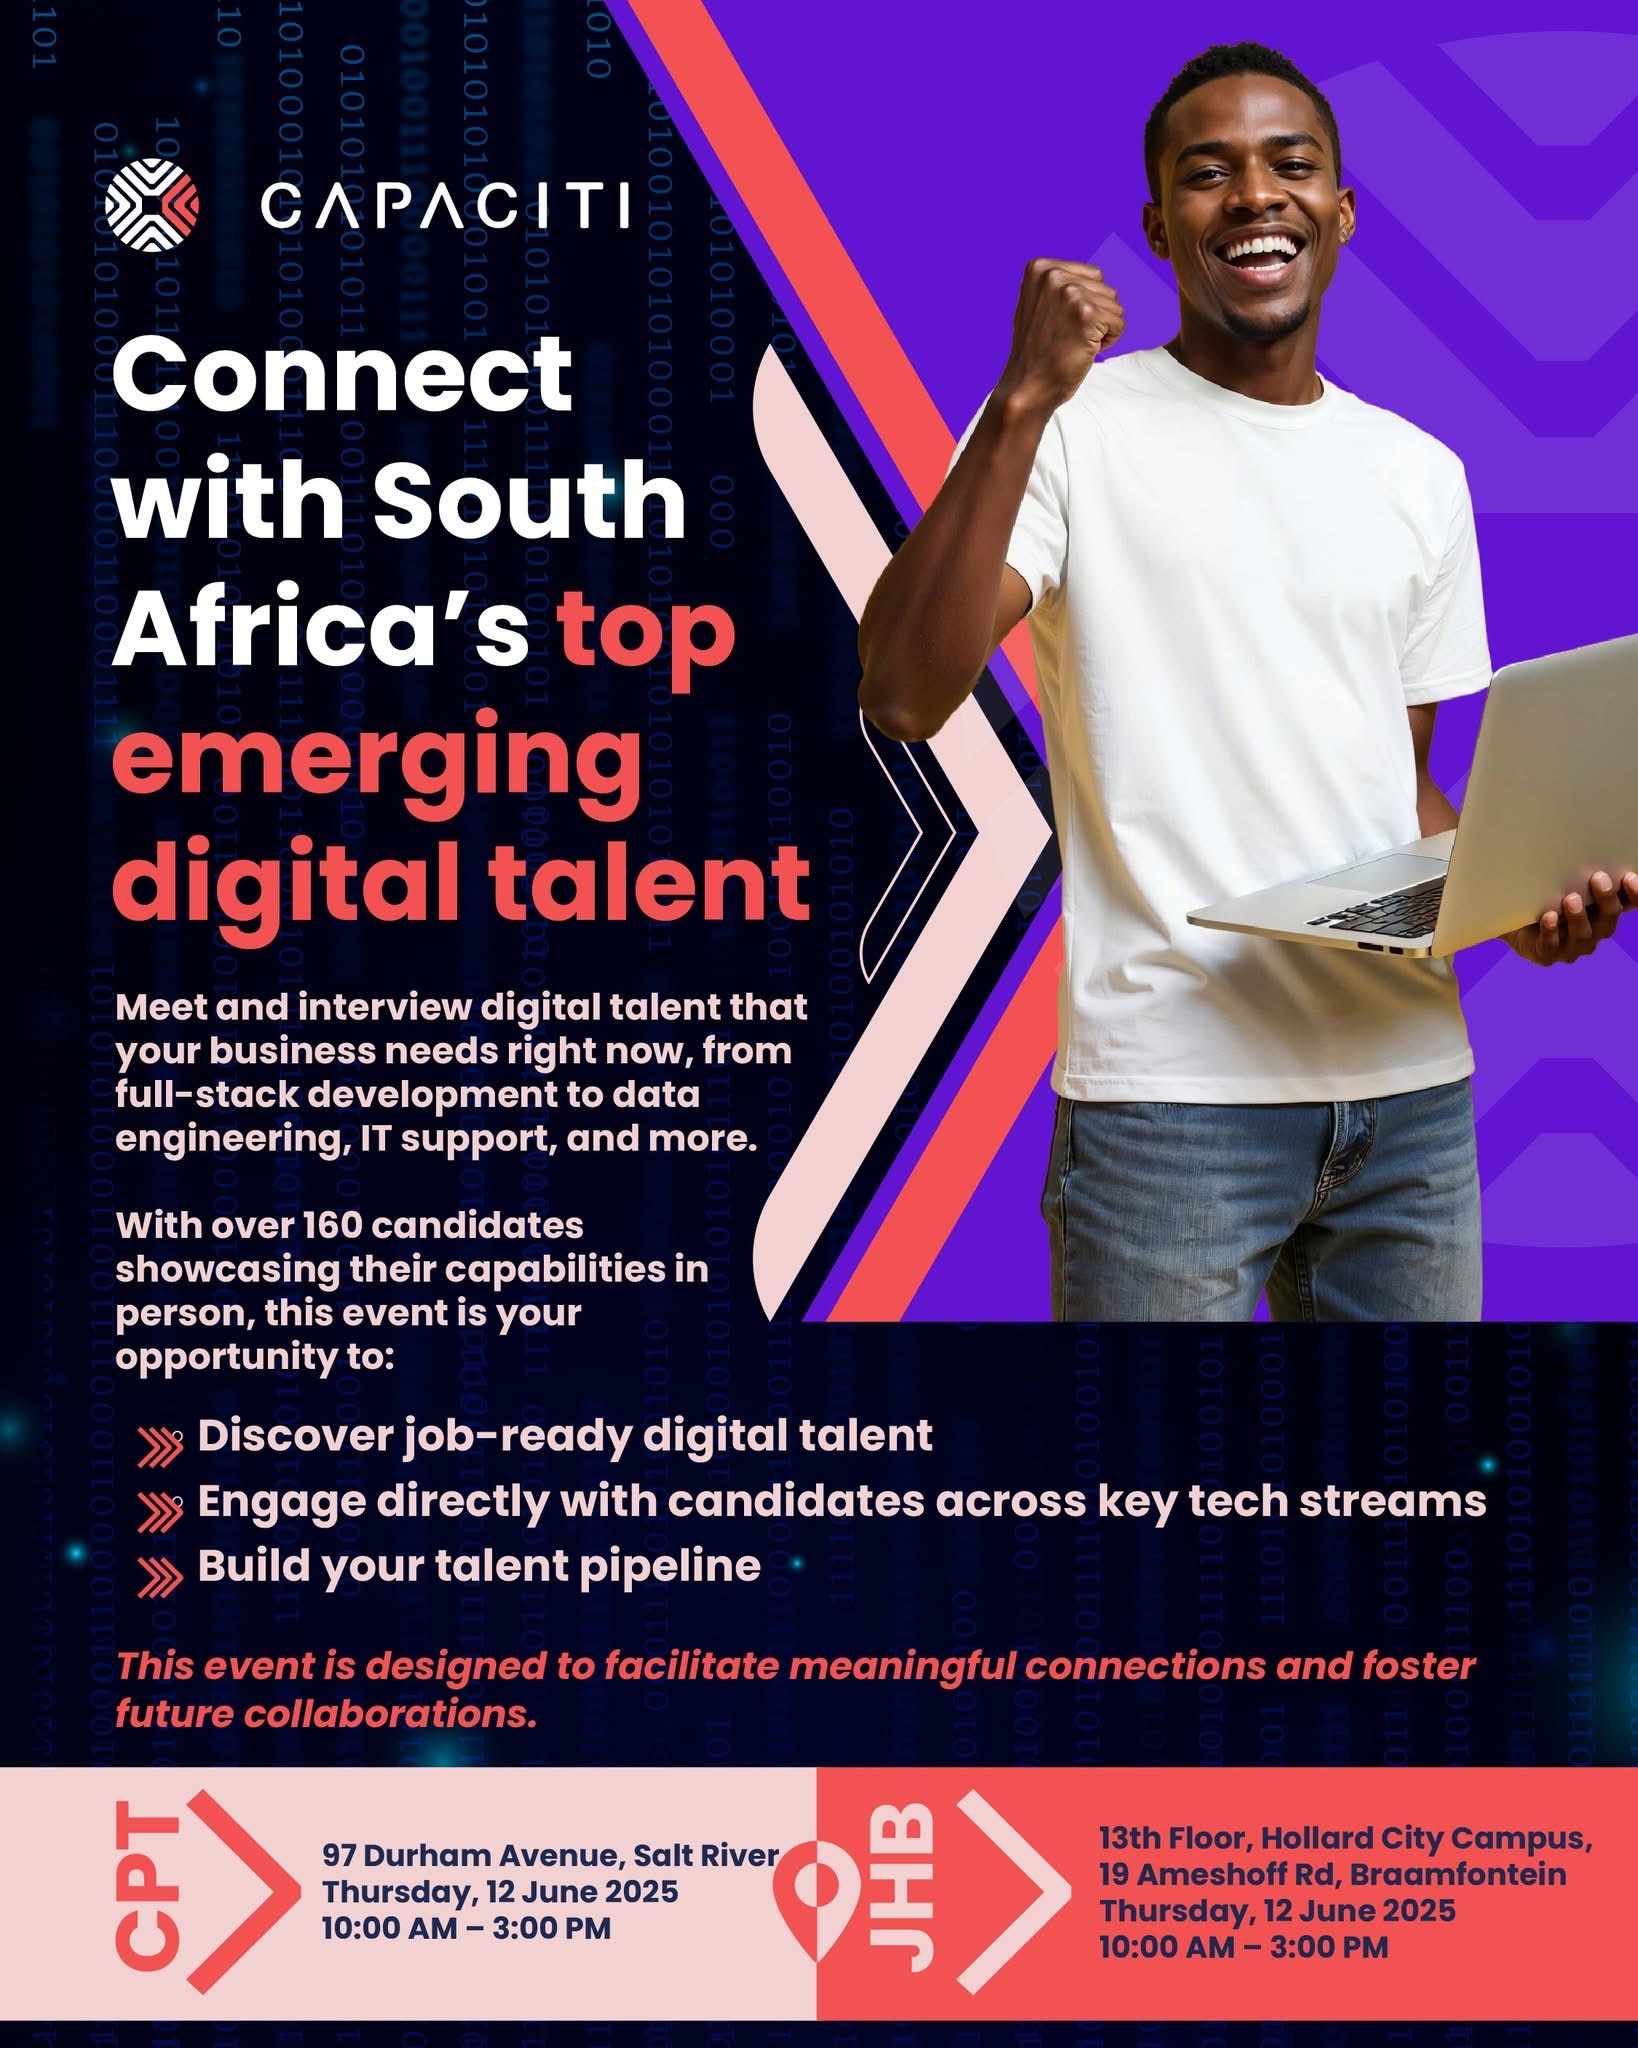 CAPACITI
Connect
with South
Africa’s top
emerging
digital talent
Meet and interview digital talent that
your business needs right now, from
full-stack development to data
engineering, IT support, and more.
With over 160 candidates
showcasing their capabilities in
person, this event is your
opportunity to:
Discover job-ready digital talent
Engage directly with candidates across key tech streams
Build your talent pipeline
This event is designed to facilitate meaningful connections and foster
future collaborations.
CPT
97 Durham Avenue, Salt River
Thursday, 12 June 2025
10:00 AM – 3:00 PM
JHB
13th Floor, Hollard City Campus,
19 Ameshoff Rd, Braamfontein
Thursday, 12 June 2025
10:00 AM – 3:00 PM